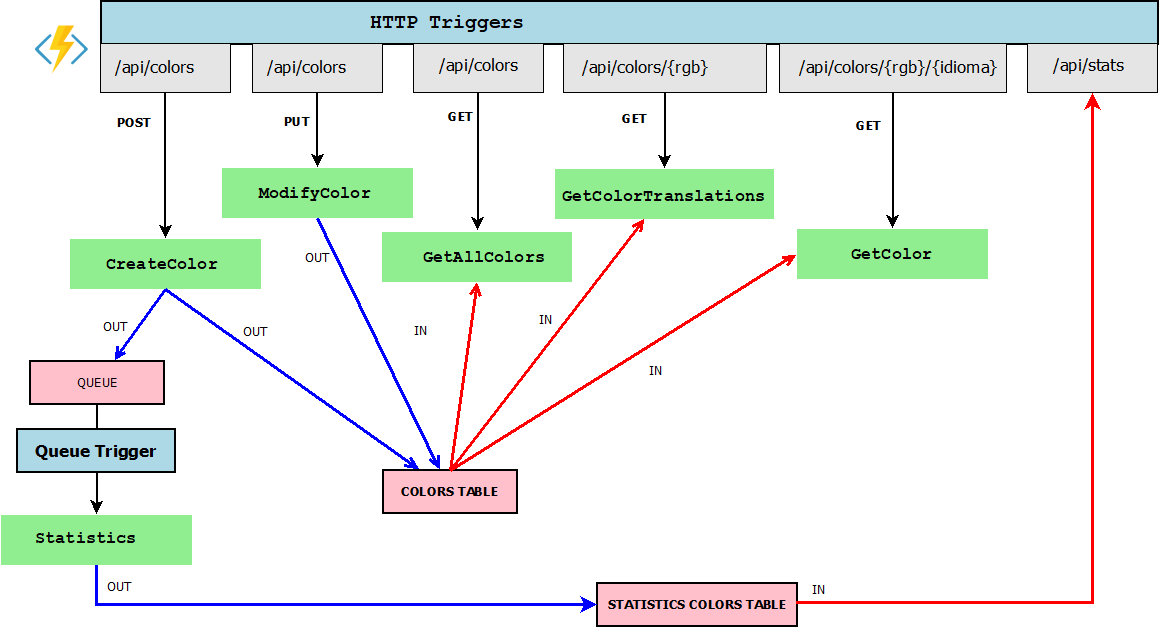 HTTP Triggers
/api/colors
/api/colors
/api/colors
/api/colors/{rgb}
/api/colors/{rgb}/{idioma}
/api/stats
POST
PUT
GET
GET
GET
ModifyColor
GetColorTranslations
CreateColor
GetAllColors
GetColor
OUT
OUT
OUT
IN
IN
IN
QUEUE
Queue Trigger
COLORS TABLE
Statistics
OUT
STATISTICS COLORS TABLE
IN